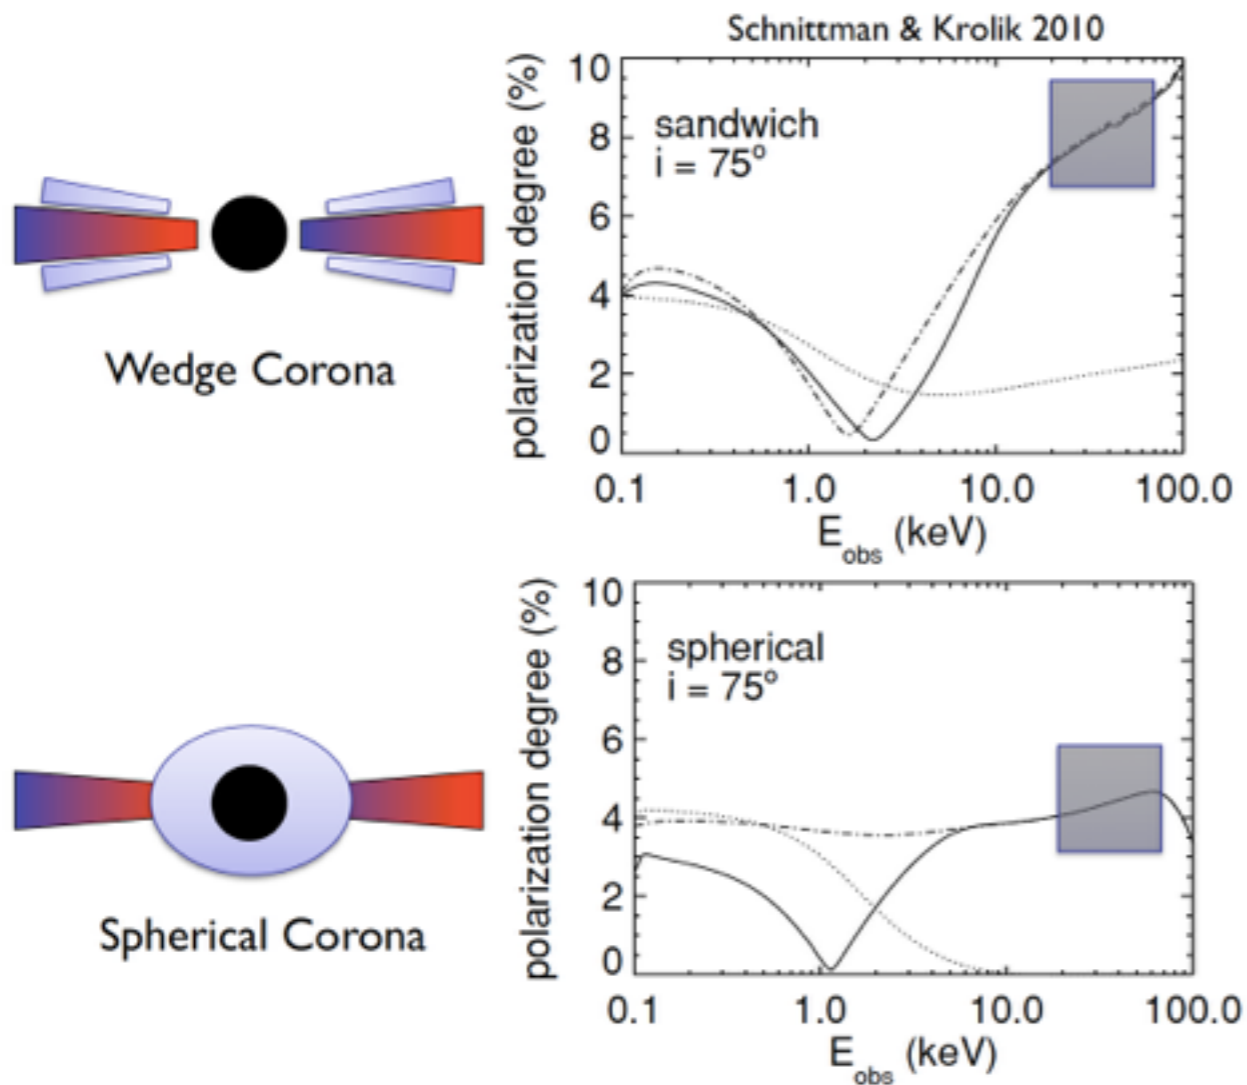 Schnittman & Krolik 2010
polarization degree (%)
10
8
6
4
2
0
sandwich
i = 75°
0.1 1.0 10.0 100.0
E_obs (keV)
Wedge Corona
polarization degree (%)
10
8
6
4
2
0
spherical
i = 75°
0.1 1.0 10.0 100.0
E_obs (keV)
Spherical Corona